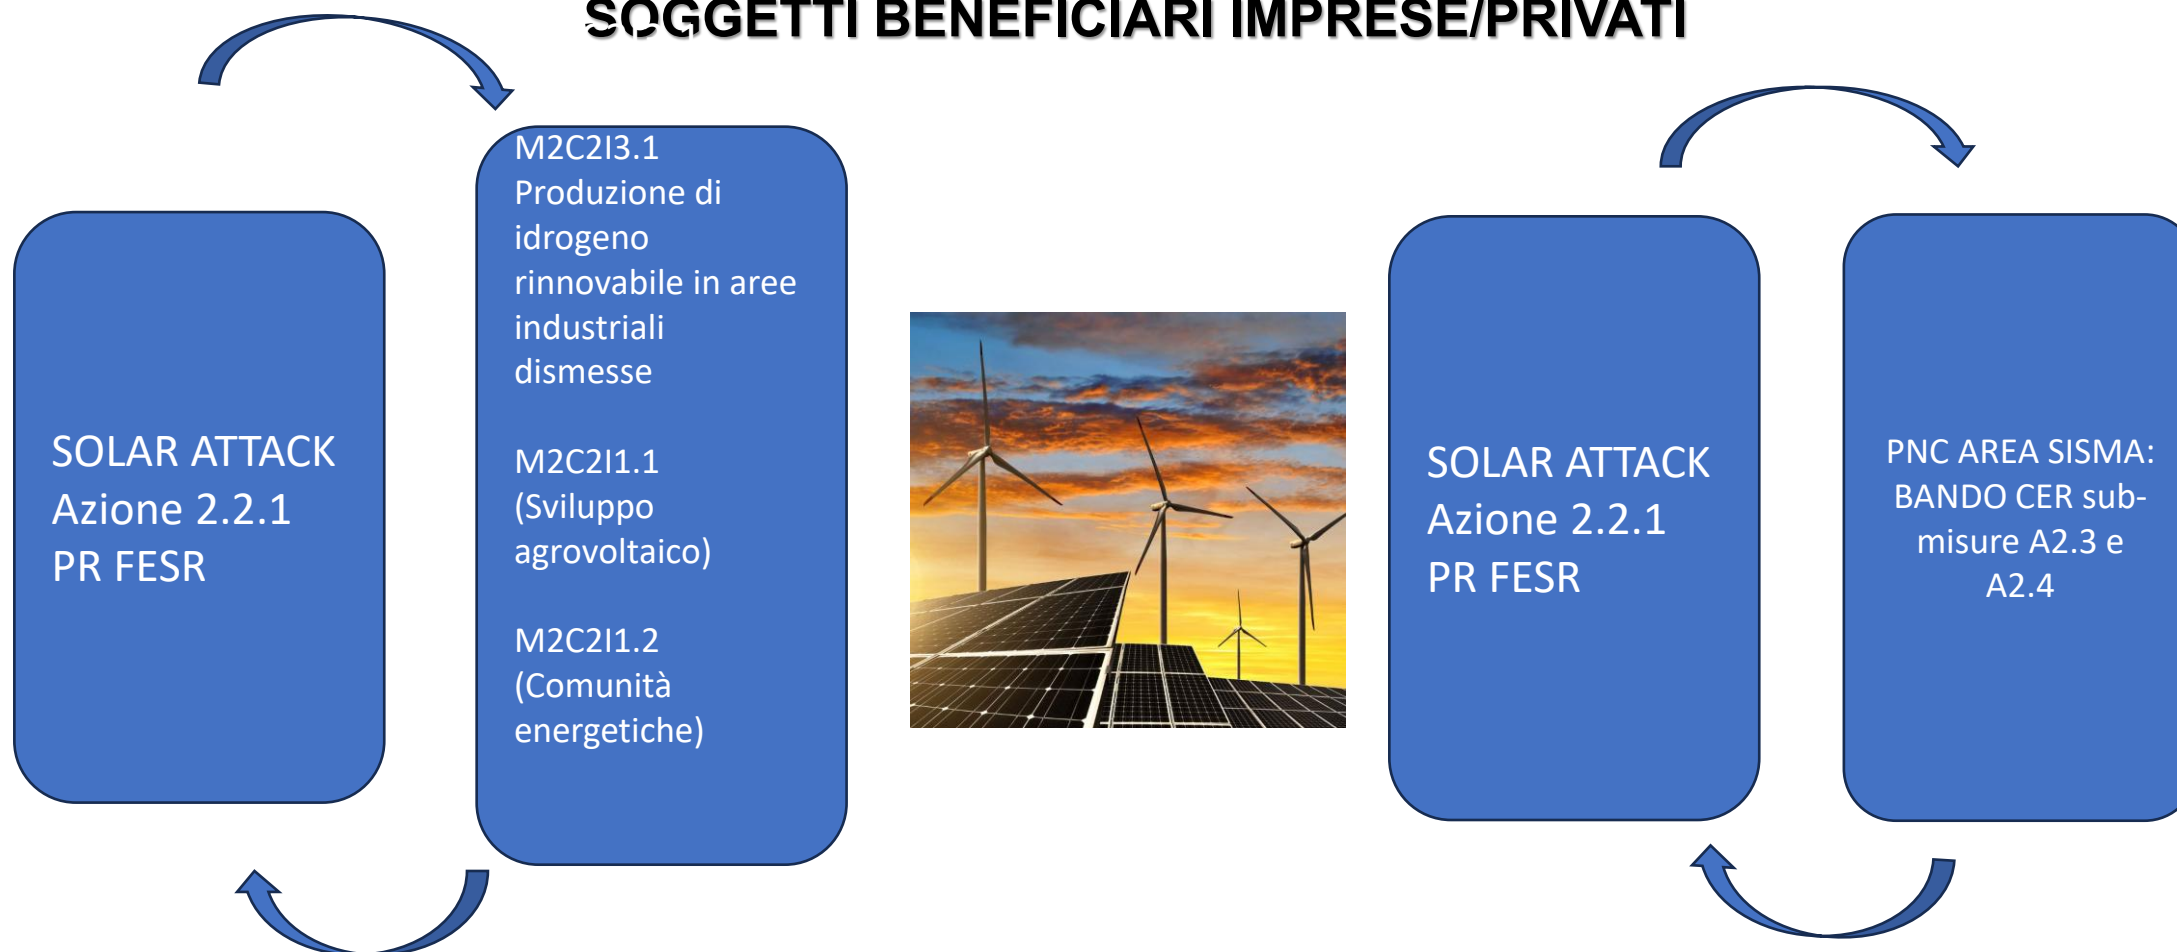 SOGGETTI BENEFICIARI IMPRESE/PRIVATI
SOLAR ATTACK
Azione 2.2.1
PR FESR
M2C2I3.1
Produzione di
idrogeno
rinnovabile in aree
industriali
dismesse
M2C2I1.1
(Sviluppo
agrovoltaico)
M2C2I1.2
(Comunità
energetiche)
SOLAR ATTACK
Azione 2.2.1
PR FESR
PNC AREA SISMA:
BANDO CER sub-
misure A2.3 e
A2.4